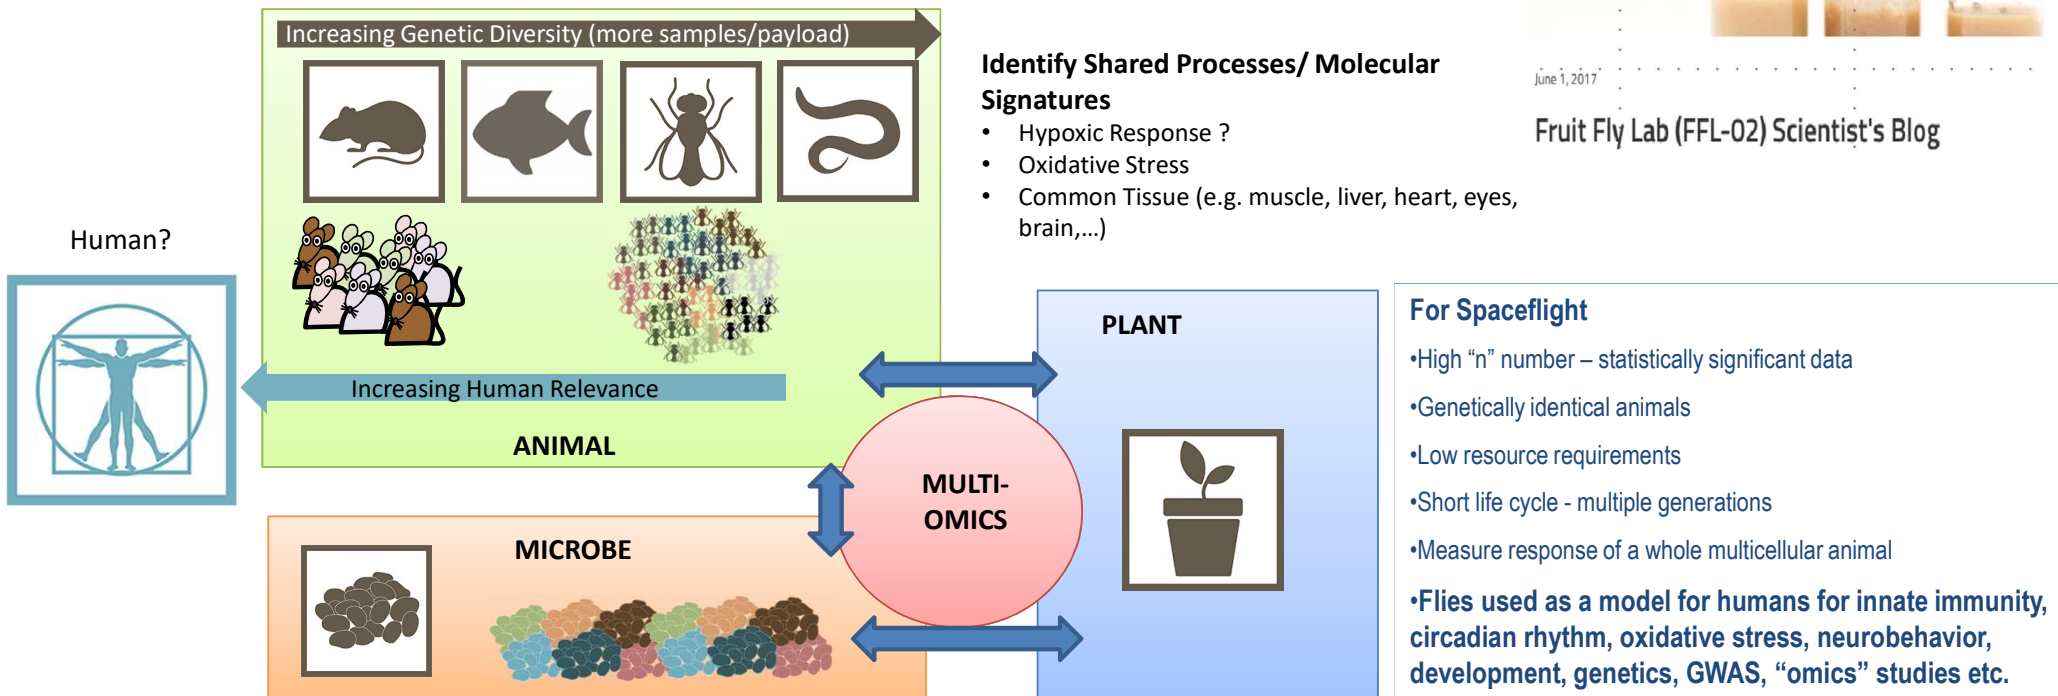 Increasing Genetic Diversity (more samples/payload)
Identify Shared Processes/ Molecular
Signatures
• Hypoxic Response ?
• Oxidative Stress
• Common Tissue (e.g. muscle, liver, heart, eyes,
brain,...)
June 1, 2017
Fruit Fly Lab (FFL-02) Scientist's Blog
Human?
Increasing Human Relevance
ANIMAL
PLANT
MULTI-
OMICS
MICROBE
For Spaceflight
•High “n” number – statistically significant data
•Genetically identical animals
•Low resource requirements
•Short life cycle - multiple generations
•Measure response of a whole multicellular animal
•Flies used as a model for humans for innate immunity,
circadian rhythm, oxidative stress, neurobehavior,
development, genetics, GWAS, “omics” studies etc.